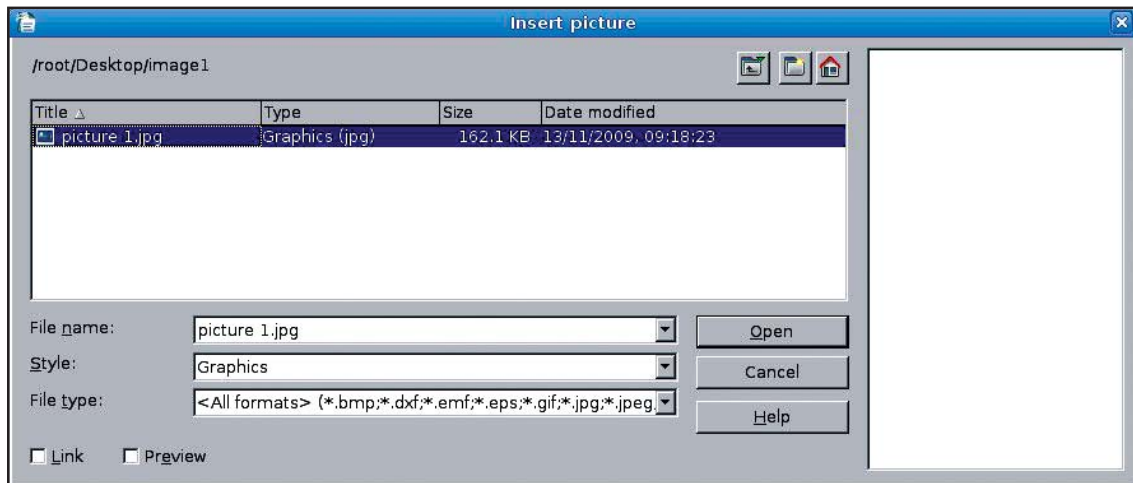 Insert picture
/root/Desktop/image1
Title Type Size Date modified
picture 1.jpg Graphics (jpg) 162.1 KB 13/11/2009, 09:18:23
File name: picture 1.jpg Open
Style: Graphics Cancel
File type: <All formats> (*.bmp;*.dxf;*.emf;*.eps;*.gif;*.jpg;*.jpeg. Help
Link Preview